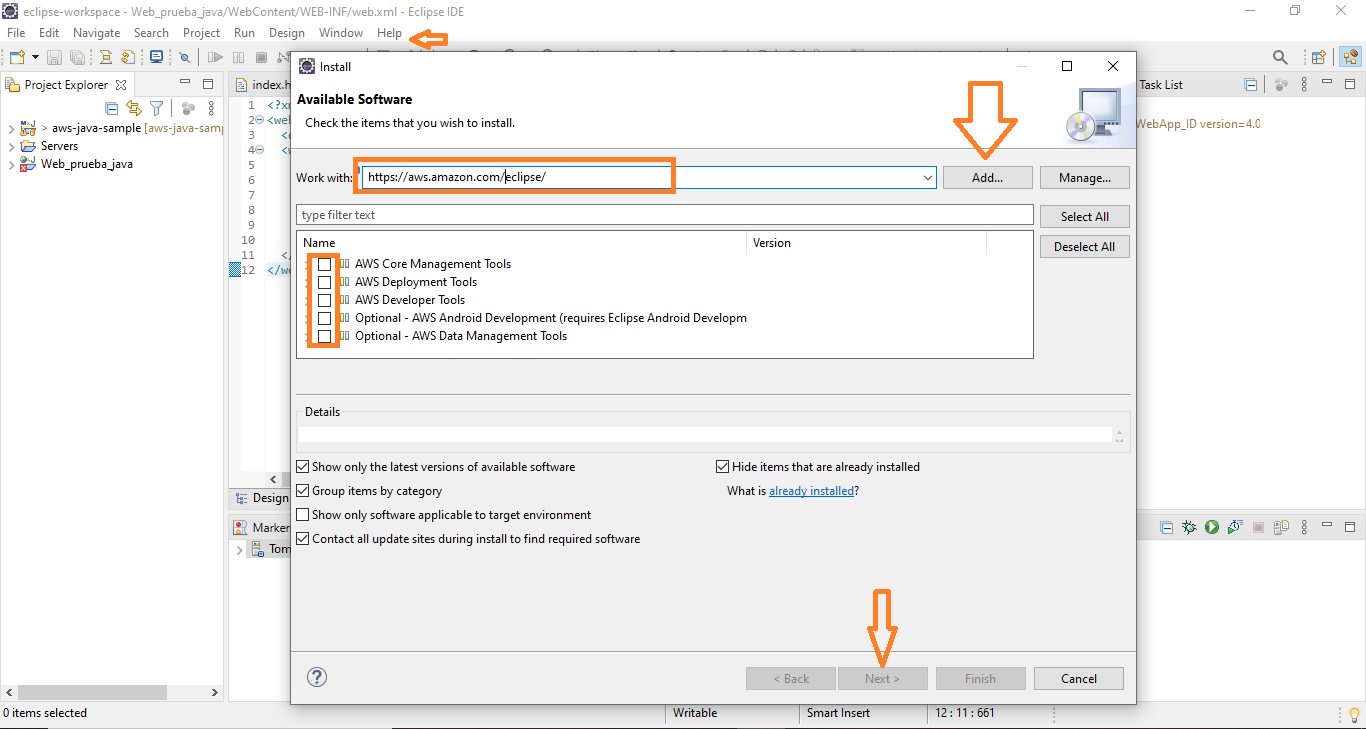 eclipse-workspace - Web_prueba_java/WebContent/WEB-INF/web.xml - Eclipse IDE
File Edit Navigate Search Project Run Design Window Help
Install
Project Explorer
index.h
Task List
Available Software
Check the items that you wish to install.
1 <?xm
2 <we
3 <
4 <w
5
6
7
8
9
10
11 </
12 </we
> aws-java-sample [aws-java-sam
Servers
Web_prueba_java
WebApp_ID version=4.0
Work with: https://aws.amazon.com/eclipse/ Add... Manage...
type filter text Select All
Deselect All
Name Version
AWS Core Management Tools
AWS Deployment Tools
AWS Developer Tools
Optional - AWS Android Development (requires Eclipse Android Developm
Optional - AWS Data Management Tools
Details
Show only the latest versions of available software Hide items that are already installed
Group items by category What is already installed?
Show only software applicable to target environment
Contact all update sites during install to find required software
Design
Marker
Tom
? < Back Next > Finish Cancel
0 items selected Writable Smart Insert 12 : 11 : 661